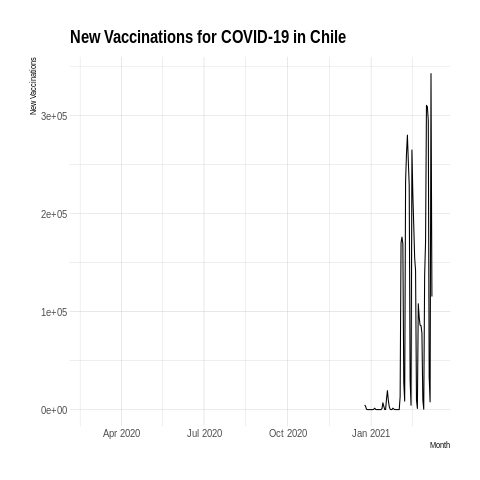 New Vaccinations for COVID-19 in Chile
New Vaccinations
3e+05
2e+05
1e+05
0e+00
Apr 2020 Jul 2020 Oct 2020 Jan 2021
Month